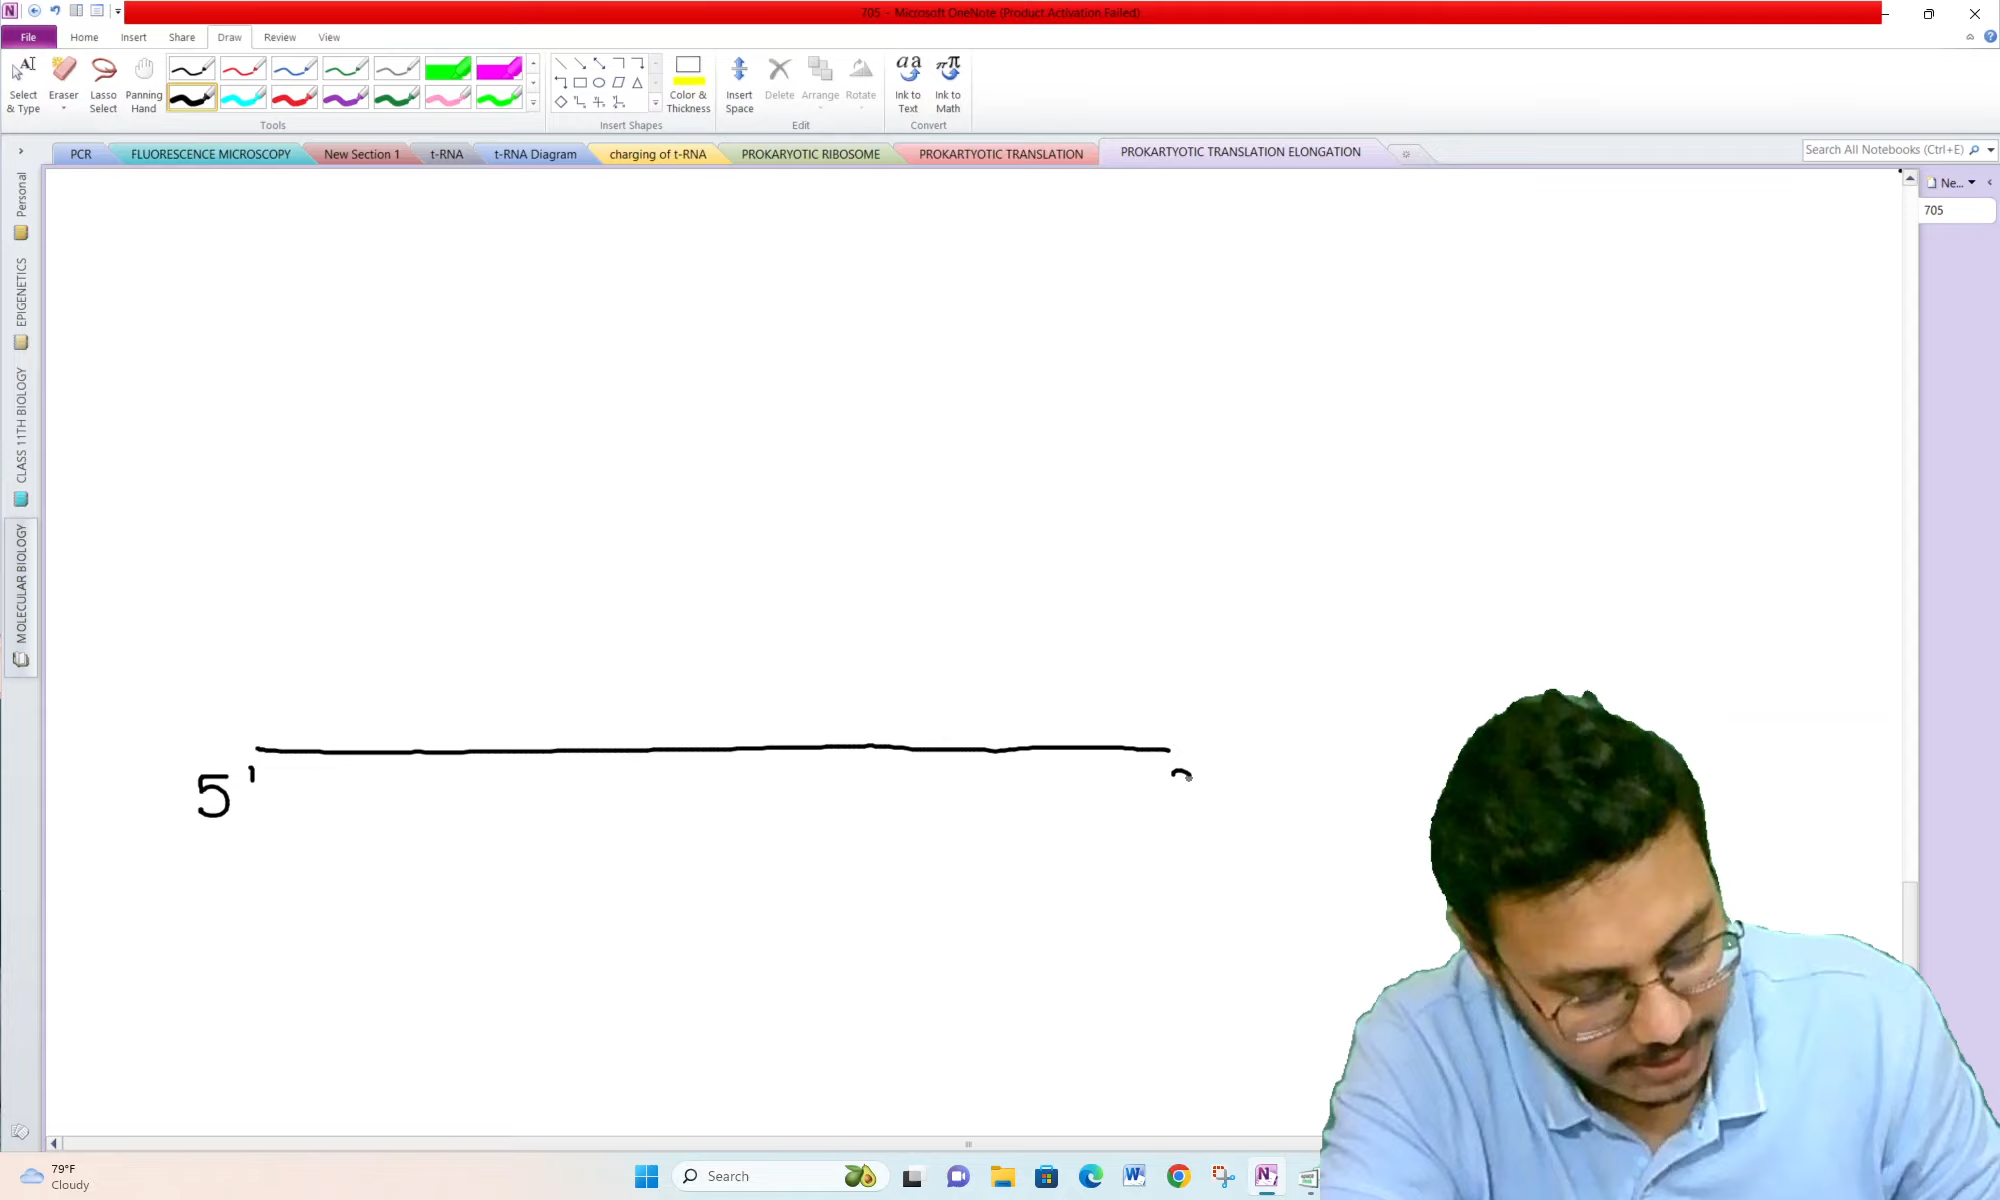 705 - Microsoft OneNote (Product Activation Failed)
File Home Insert Share Draw Review View
Select & Type
Eraser
Lasso Select
Panning Hand
Color & Thickness
Insert Space
Delete
Arrange
Rotate
Ink to Text
Ink to Math
Tools
Insert Shapes
Edit
Convert
PCR
FLUORESCENCE MICROSCOPY
New Section 1
t-RNA
t-RNA Diagram
charging of t-RNA
PROKARYOTIC RIBOSOME
PROKARTYOTIC TRANSLATION
PROKARTYOTIC TRANSLATION ELONGATION
Search All Notebooks (Ctrl+E)
Ne...
705
Personal
EPIGENETICS
CLASS 11TH BIOLOGY
MOLECULAR BIOLOGY
5'
79°F
Cloudy
Search